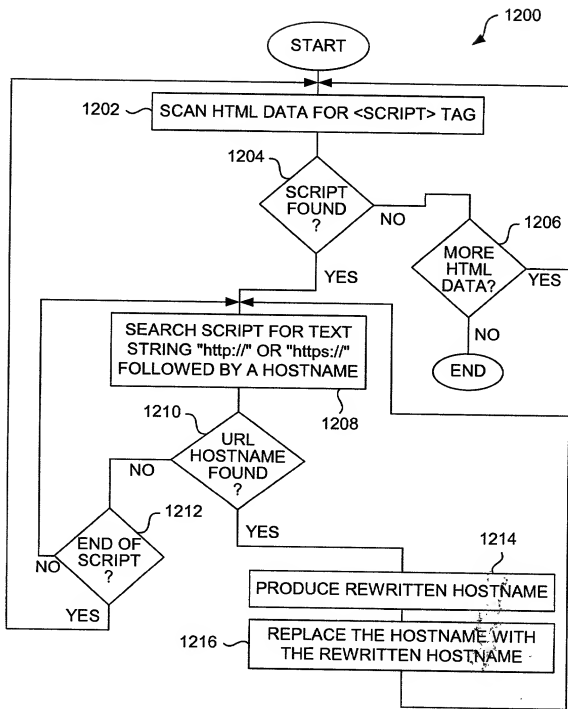 1200
START
1202
SCAN HTML DATA FOR <SCRIPT> TAG
1204
SCRIPT
FOUND
?
NO
YES
1206
MORE
HTML
DATA?
YES
NO
END
SEARCH SCRIPT FOR TEXT
STRING "http://" OR "https://"
FOLLOWED BY A HOSTNAME
1208
1210
URL
HOSTNAME
FOUND
?
NO
YES
1212
END OF
SCRIPT
?
NO
YES
1214
PRODUCE REWRITTEN HOSTNAME
1216
REPLACE THE HOSTNAME WITH
THE REWRITTEN HOSTNAME